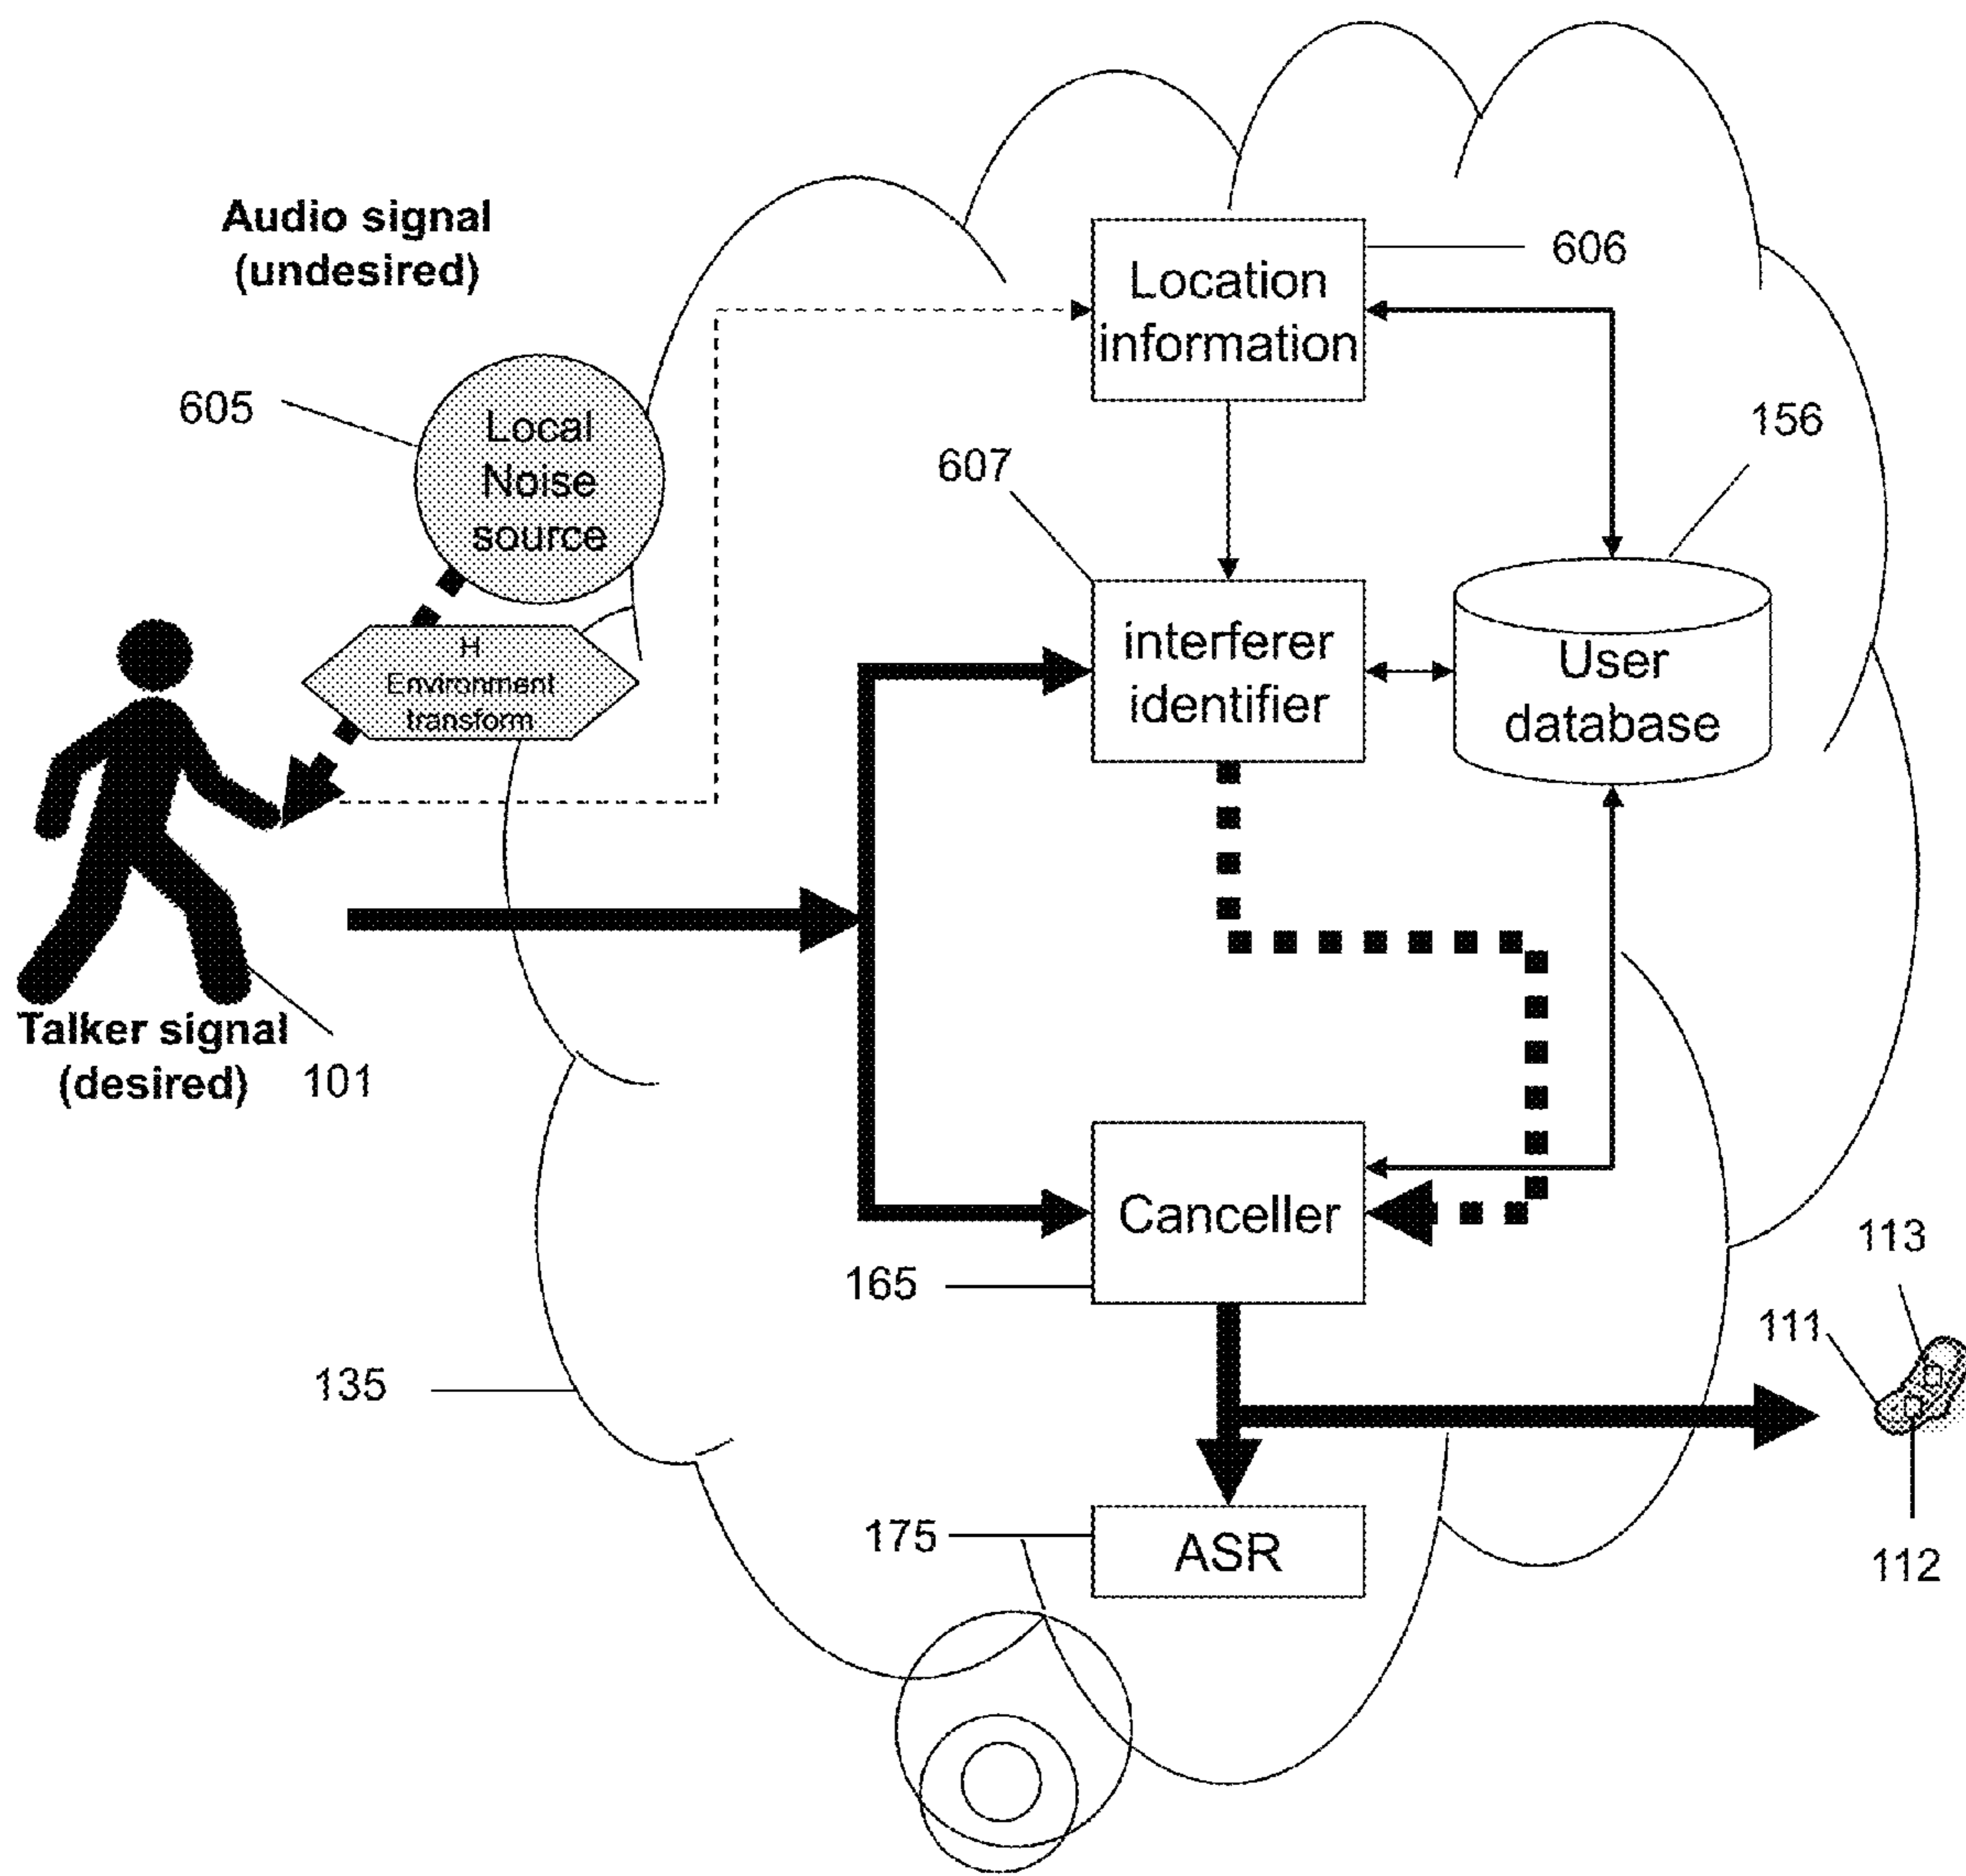 Audio signal
(undesired)
606
Location
information
605
Local
Noise
source
156
607
H
Environment
transform
interferer
identifier
User
database
Talker signal
(desired)
101
Canceller
165
113
111
135
175
ASR
112